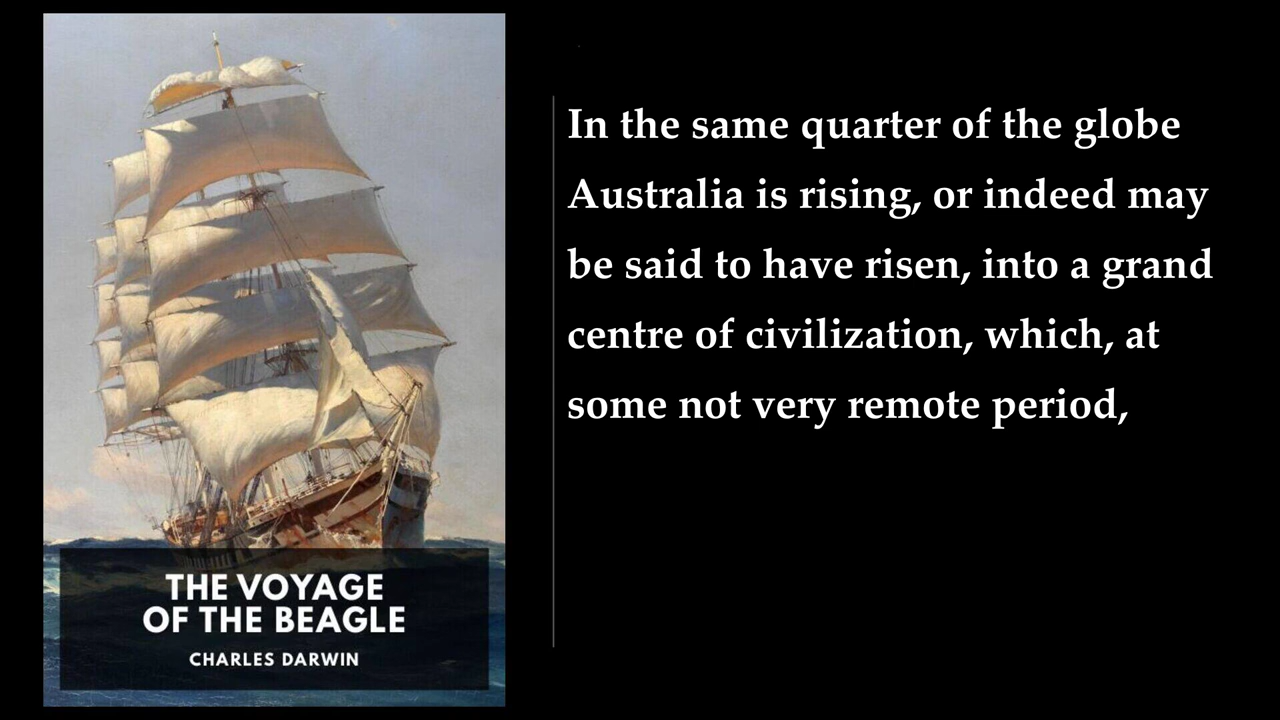 THE VOYAGE
OF THE BEAGLE
CHARLES DARWIN
In the same quarter of the globe
Australia is rising, or indeed may
be said to have risen, into a grand
centre of civilization, which, at
some not very remote period,